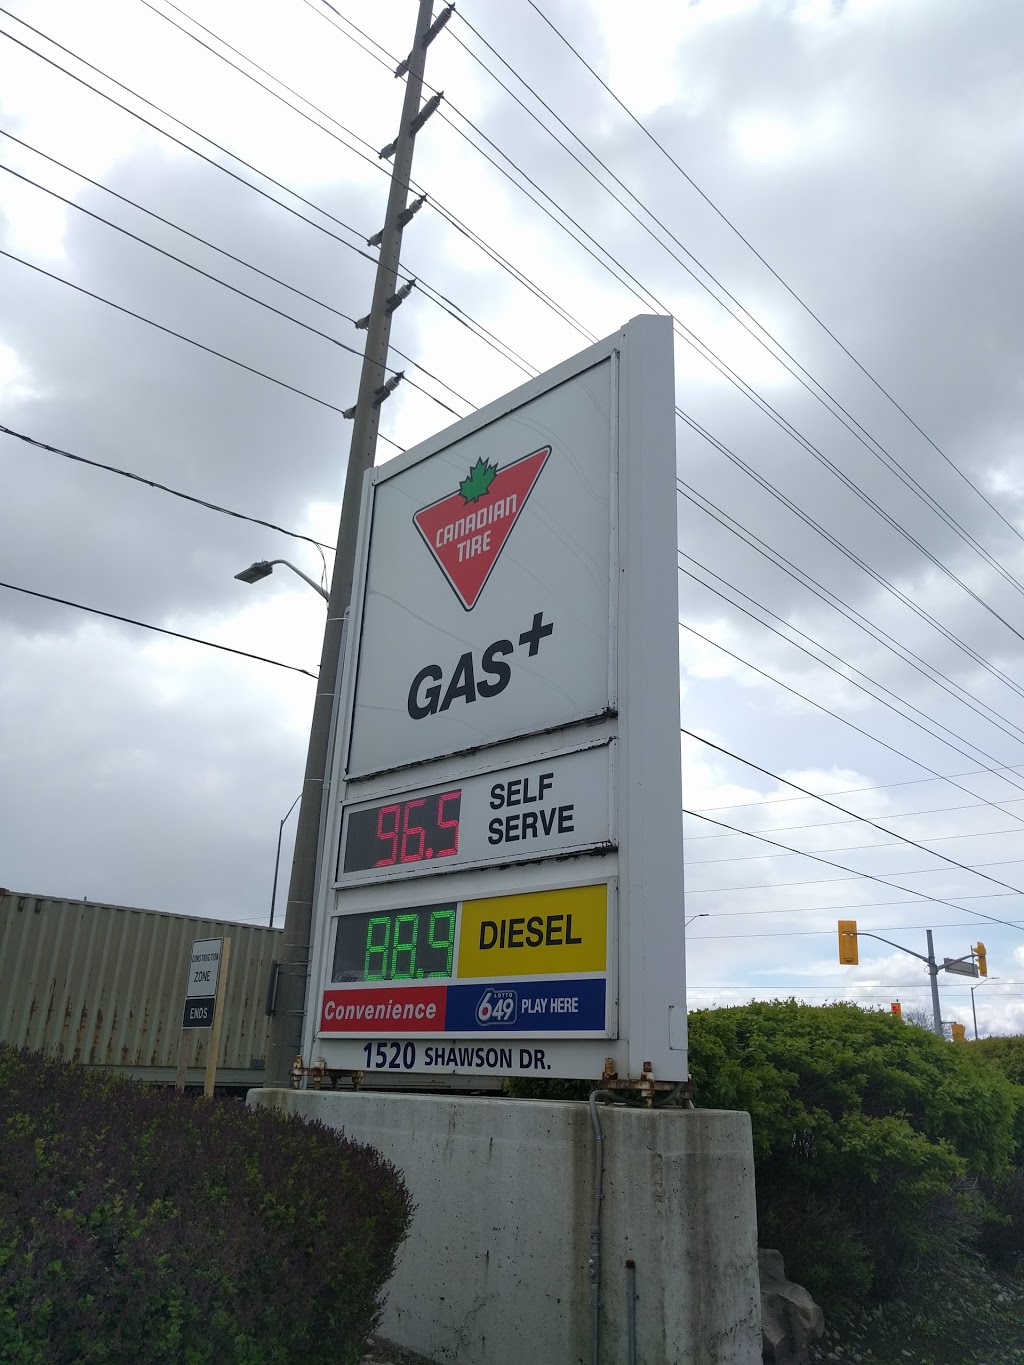 CANADIAN
TIRE
GAS+
96.5
SELF
SERVE
88.9
DIESEL
Convenience
LOTTO
649
PLAY HERE
1520 SHAWSON DR.
CONSTRUCTION
ZONE
ENDS